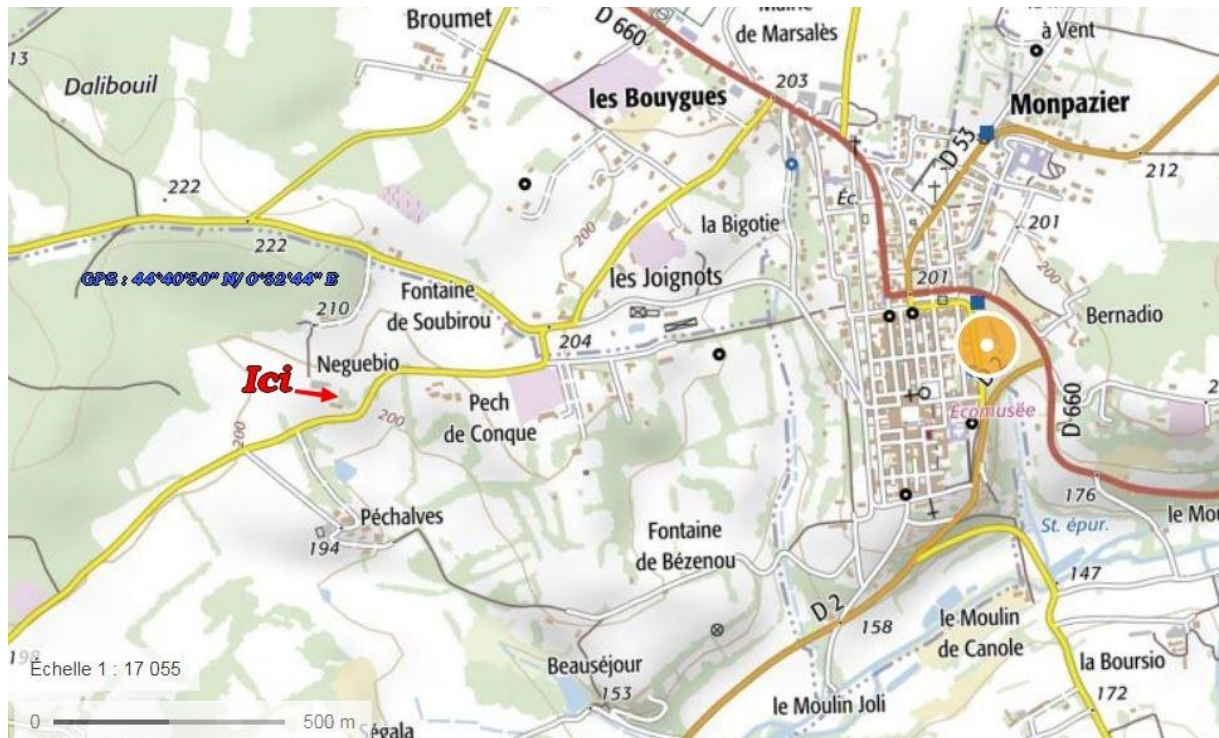 Broumet
D 660
de Marsalès
à Vent
13
Dalibouil
203
les Bouygues
Monpazier
D 53
212
222
Éc.
201
222
200
la Bigotie
200
GPS : 44°40'50" N/ 0°52'44" E
les Joignots
201
210
Fontaine
de Soubirou
Bernadio
204
Neguebio
Ici
200
Pech
de Conque
Ecomusée
D 660
200
176
Péchalves
194
Fontaine
de Bézenou
St. épur.
le Mou
147
D 2
158
le Moulin
de Canole
198
Échelle 1 : 17 055
Beauséjour
153
la Boursio
172
le Moulin Joli
0
500 m
Ségala